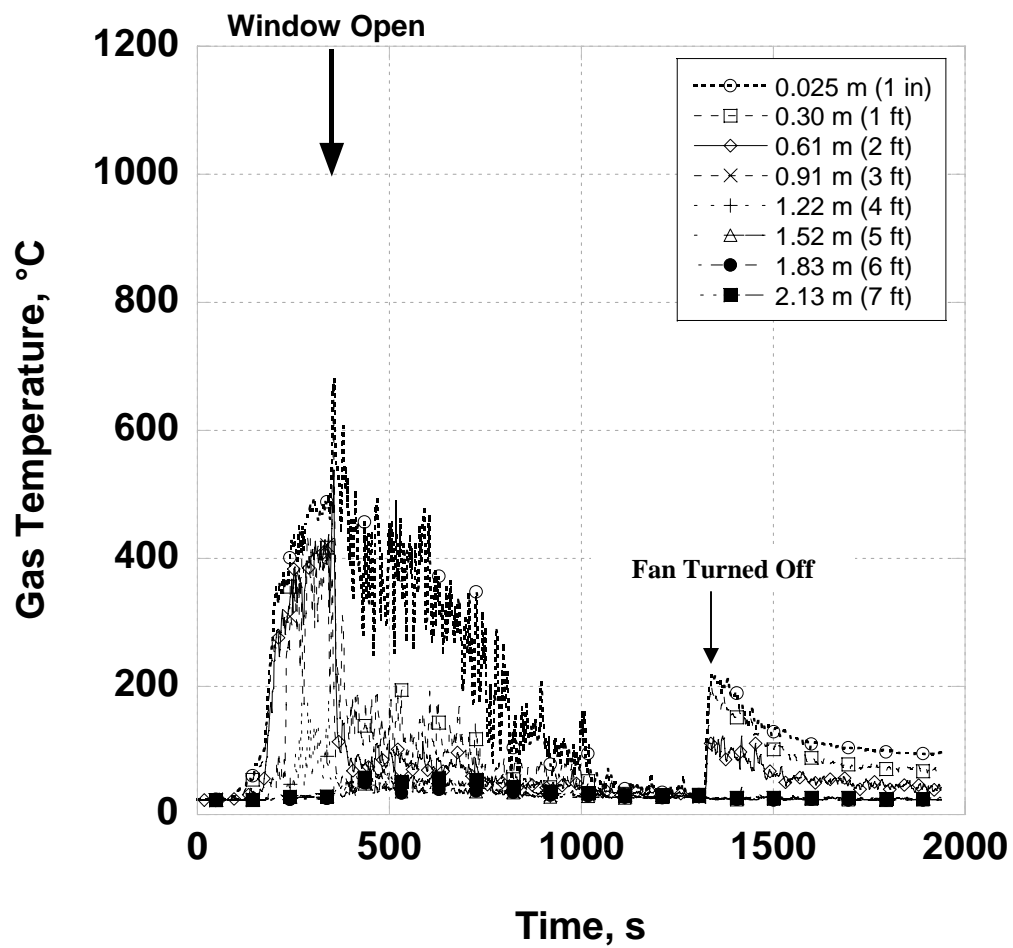 Window Open
1200
1000
800
600
400
200
0
Gas Temperature, °C
0.025 m (1 in)
0.30 m (1 ft)
0.61 m (2 ft)
0.91 m (3 ft)
1.22 m (4 ft)
1.52 m (5 ft)
1.83 m (6 ft)
2.13 m (7 ft)
Fan Turned Off
0 500 1000 1500 2000
Time, s